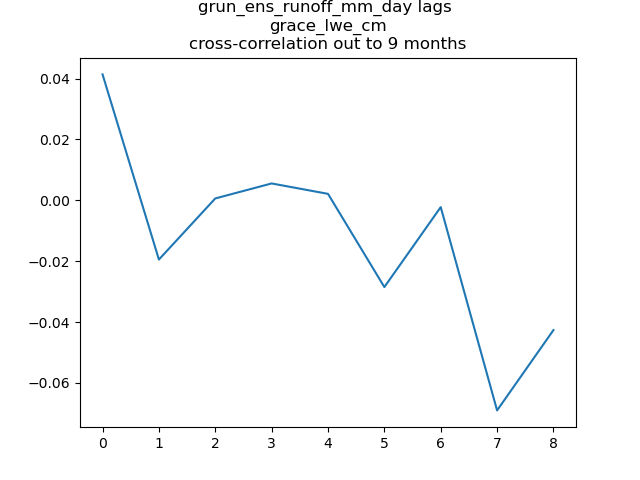 grun_ens_runoff_mm_day lags
grace_lwe_cm
cross-correlation out to 9 months
0.04
0.02
0.00
−0.02
−0.04
−0.06
0 1 2 3 4 5 6 7 8